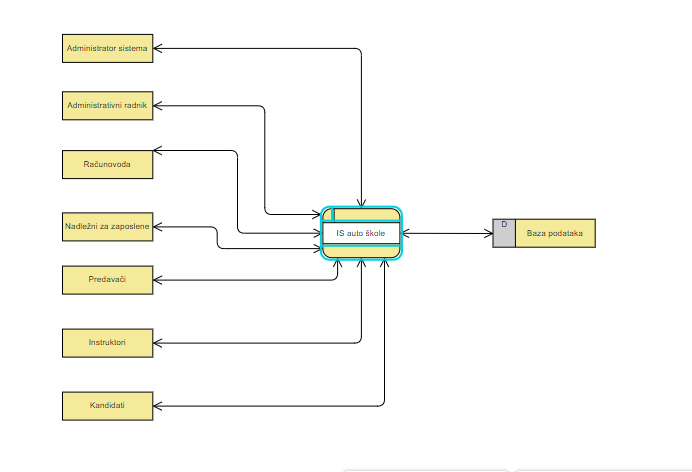 Administrator sistema
Administrativni radnik
Računovođa
Nadležni za zaposlene
Predavači
Instruktori
Kandidati
IS auto škole
D
Baza podataka